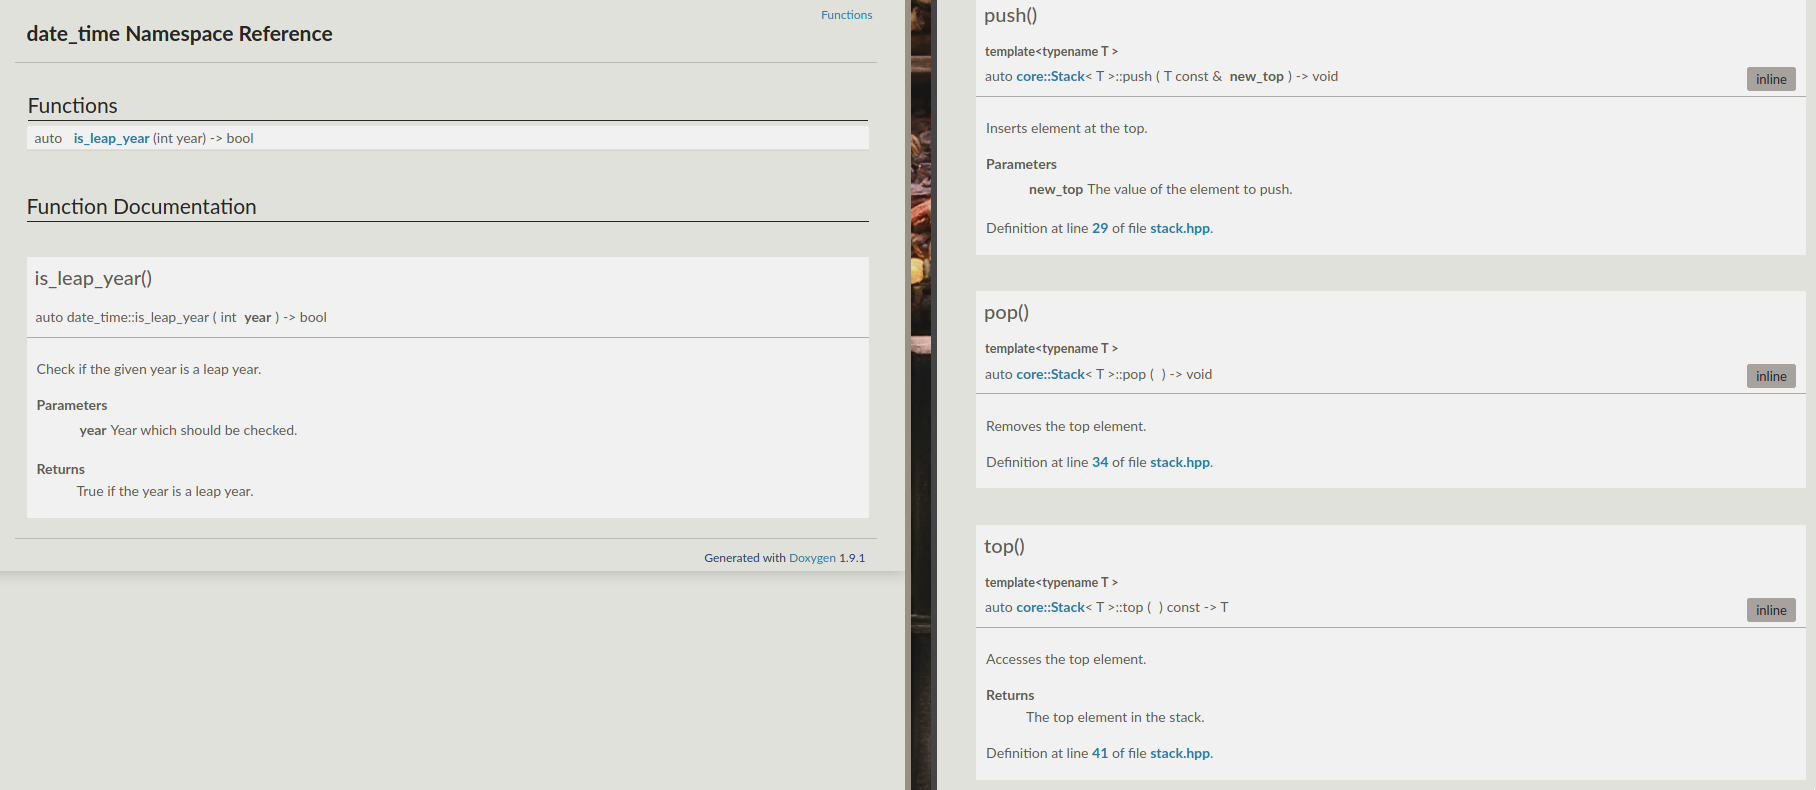 Functions
date_time Namespace Reference
Functions
auto is_leap_year (int year) -> bool
Function Documentation
is_leap_year()
auto date_time::is_leap_year ( int year ) -> bool
Check if the given year is a leap year.
Parameters
year Year which should be checked.
Returns
True if the year is a leap year.
Generated with Doxygen 1.9.1
push()
template<typename T >
auto core::Stack< T >::push ( T const & new_top ) -> void
inline
Inserts element at the top.
Parameters
new_top The value of the element to push.
Definition at line 29 of file stack.hpp.
pop()
template<typename T >
auto core::Stack< T >::pop ( ) -> void
inline
Removes the top element.
Definition at line 34 of file stack.hpp.
top()
template<typename T >
auto core::Stack< T >::top ( ) const -> T
inline
Accesses the top element.
Returns
The top element in the stack.
Definition at line 41 of file stack.hpp.